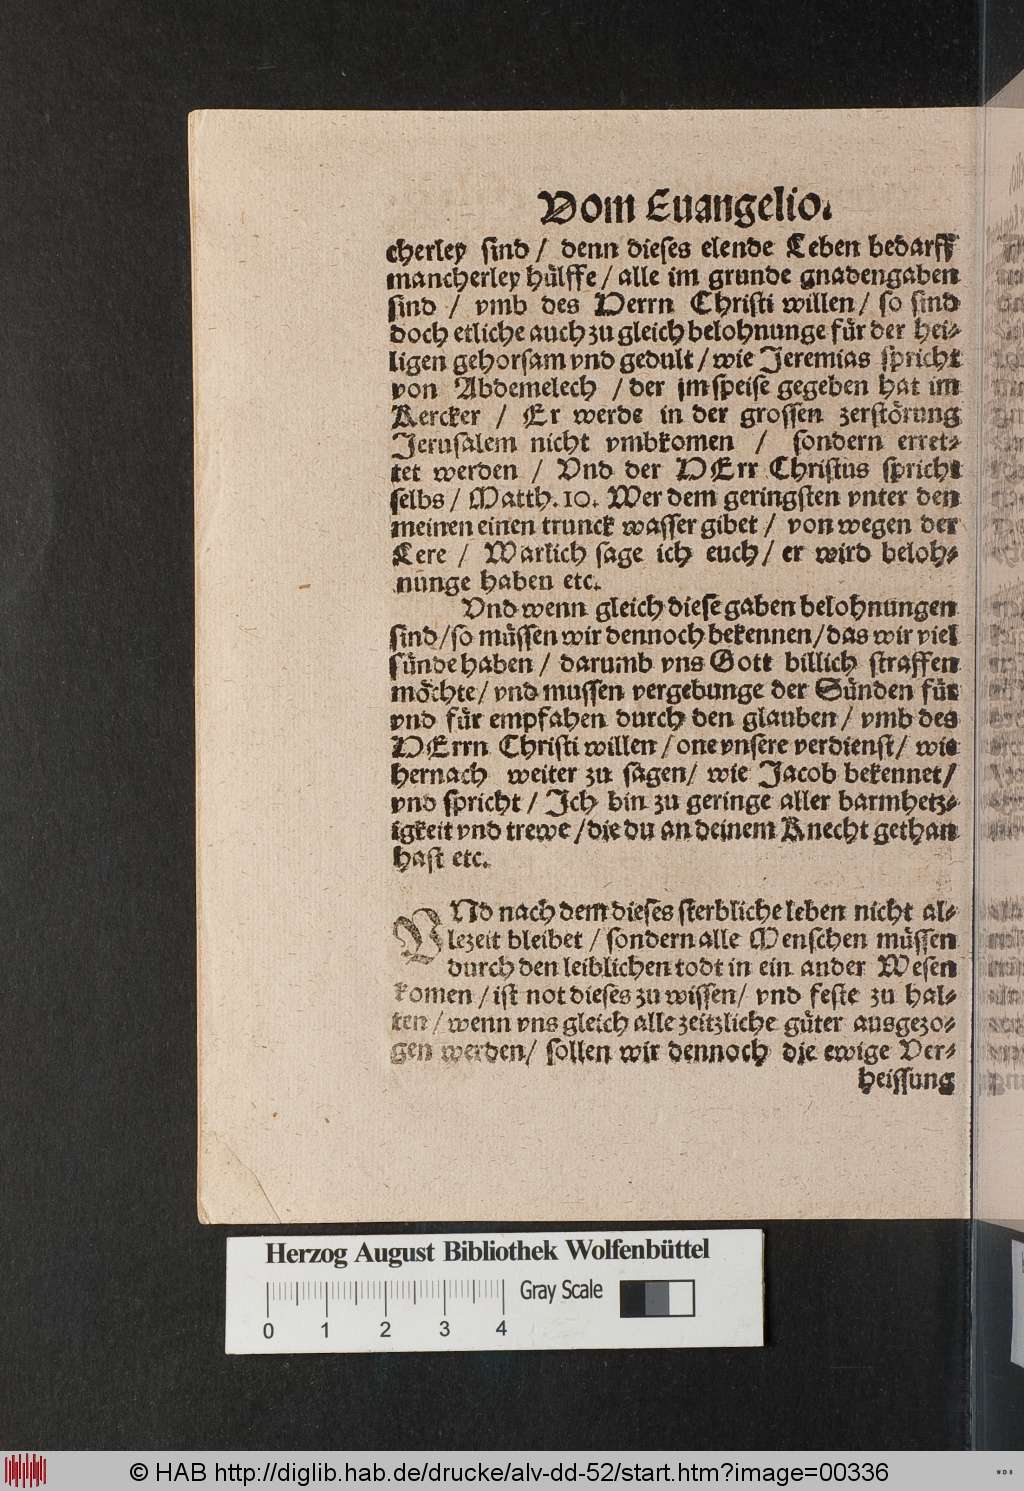 Vom Euangelio.
cherley sind / denn dieses elende Leben bedarff
mancherley hülffe / alle im grunde gnadengaben
sind / vmb des Herrn Christi willen / so sind
doch etliche auch zu gleich belohnunge für der hei-
ligen gehorsam vnd gedult / wie Jeremias spricht
von Abdemelech / der jm speise gegeben hat im
Kercker / Er werde in der grossen zerstörung
Jerusalem nicht vmbkomen / sondern erret-
tet werden / Vnd der HErr Christus spricht
selbs / Matth. 10. Wer dem geringsten vnter den
meinen einen trunck wasser gibet / von wegen der
Lere / Warlich sage ich euch / er wird beloh-
nunge haben etc.
Vnd wenn gleich diese gaben belohnungen
sind / so müssen wir dennoch bekennen / das wir viel
sünde haben / darumb vns Gott billich straffen
möchte / vnd mussen vergebunge der Sünden für
vnd für empfahen durch den glauben / vmb des
HErrn Christi willen / one vnsere verdienst / wie
hernach weiter zu sagen / wie Jacob bekennet /
vnd spricht / Ich bin zu geringe aller barmhetz-
igkeit vnd trewe / die du an deinem Knecht gethan
hast etc.
VNd nach dem dieses sterbliche leben nicht al-
lezeit bleibet / sondern alle Menschen müssen
durch den leiblichen todt in ein ander Wesen
komen / ist not dieses zu wissen / vnd feste zu hal-
ten / wenn vns gleich alle zeitzliche güter ausgezo-
gen werden / sollen wir dennoch die ewige Ver-
heissung
Herzog August Bibliothek Wolfenbüttel
Gray Scale
0 1 2 3 4
© HAB http://diglib.hab.de/drucke/alv-dd-52/start.htm?image=00336